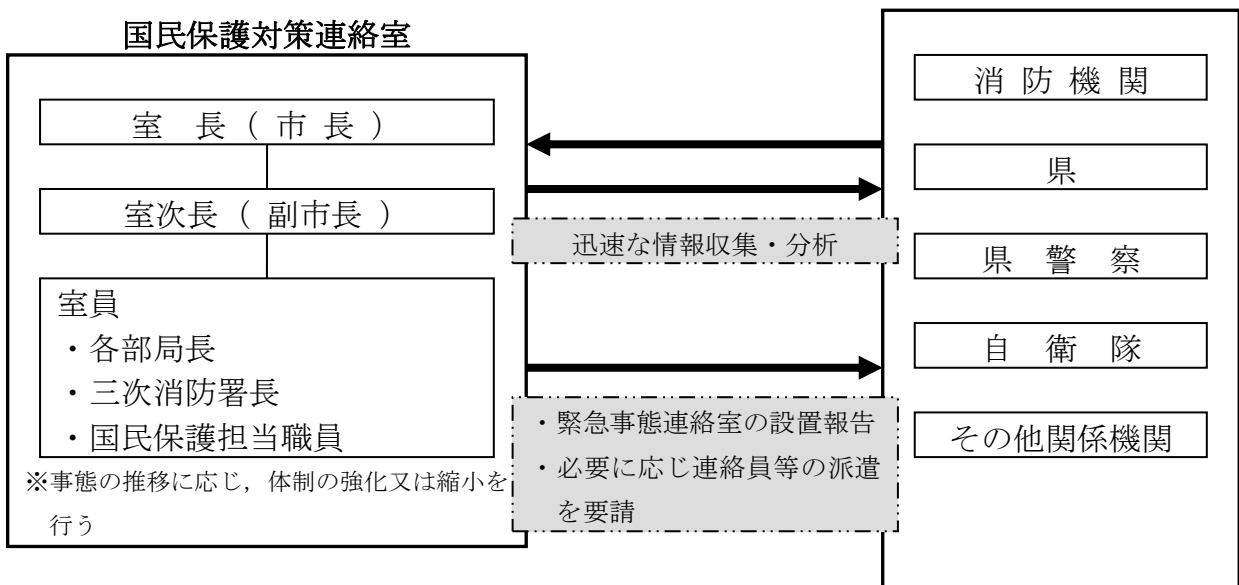 国民保護対策連絡室
室 長 ( 市 長 )
室次長 ( 副市長 )
室員
・各部局長
・三次消防署長
・国民保護担当職員
※事態の推移に応じ，体制の強化又は縮小を
行う
迅速な情報収集・分析
・緊急事態連絡室の設置報告
・必要に応じ連絡員等の派遣
を要請
消 防 機 関
県
県 警 察
自 衛 隊
その他関係機関